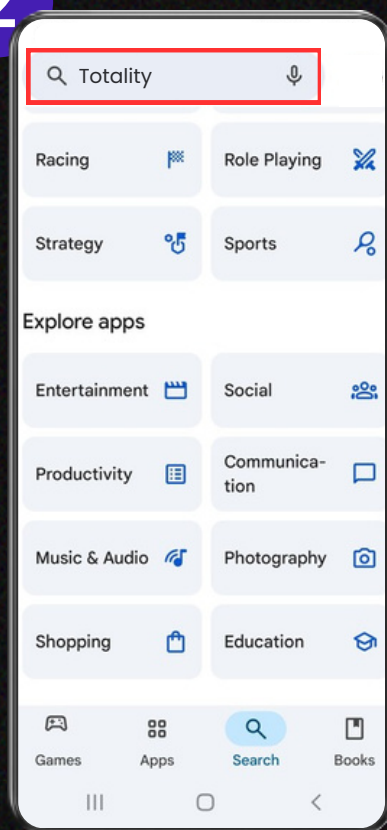 2
Totality
Racing
Role Playing
Strategy
Sports
Explore apps
Entertainment
Social
Productivity
Communica-
tion
Music & Audio
Photography
Shopping
Education
Games
Apps
Search
Books